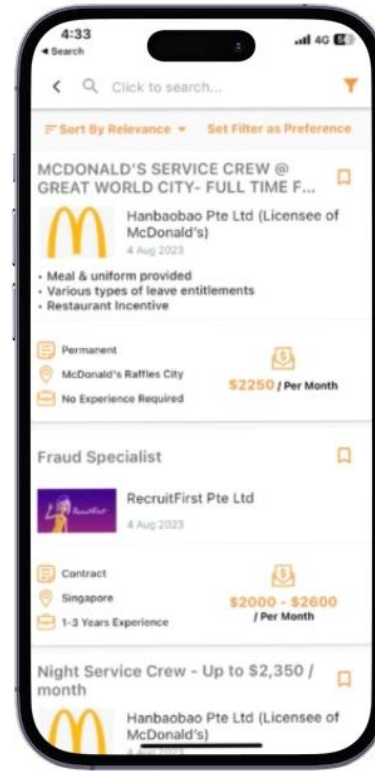 4:33
4G
Search
Click to search...
Sort By Relevance
Set Filter as Preference
MCDONALD'S SERVICE CREW @
GREAT WORLD CITY- FULL TIME F...
Hanbaobao Pte Ltd (Licensee of
McDonald's)
4 Aug 2023
• Meal & uniform provided
• Various types of leave entitlements
• Restaurant Incentive
Permanent
McDonald's Raffles City
No Experience Required
$2250 / Per Month
Fraud Specialist
RecruitFirst
RecruitFirst Pte Ltd
4 Aug 2023
Contract
Singapore
1-3 Years Experience
$2000 - $2600
/ Per Month
Night Service Crew - Up to $2,350 /
month
Hanbaobao Pte Ltd (Licensee of
McDonald's)
4 Aug 2023